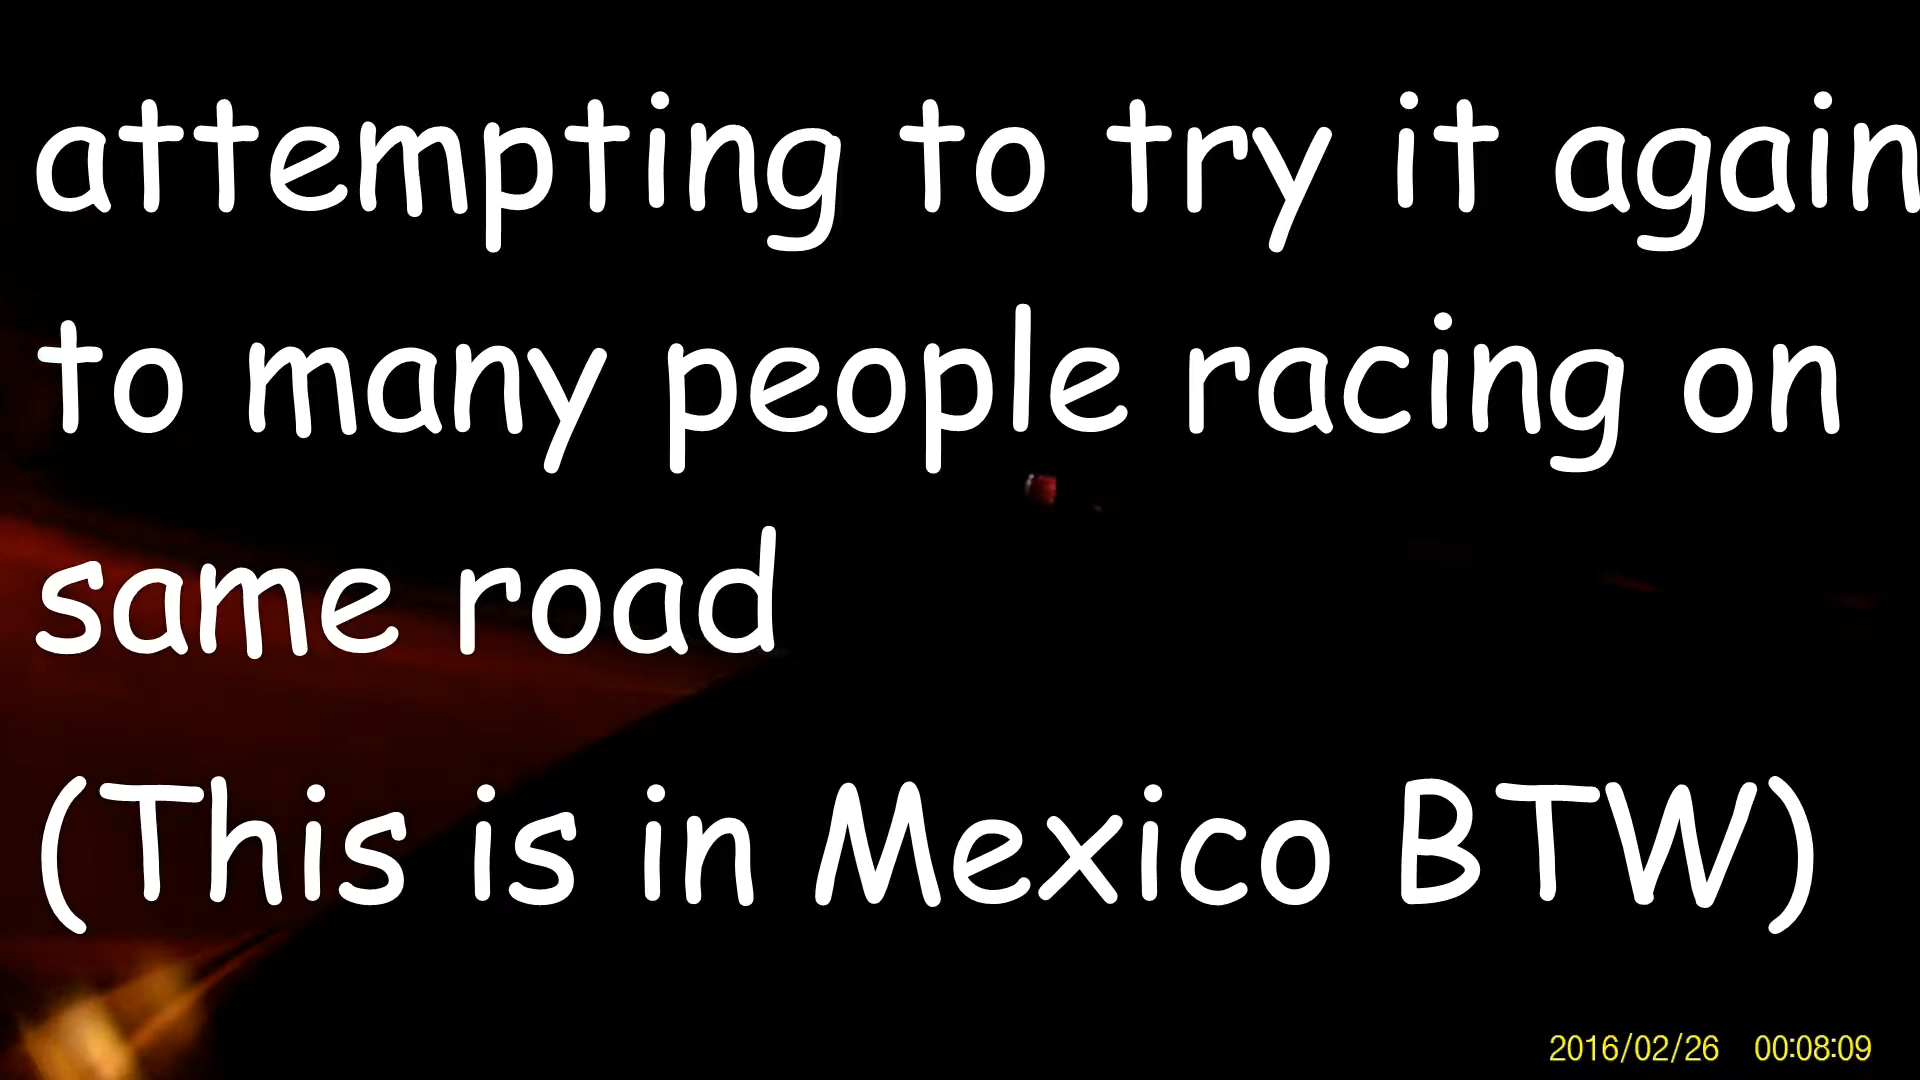 attempting to try it again
to many people racing on
same road
(This is in Mexico BTW)
2016/02/26 00:08:09